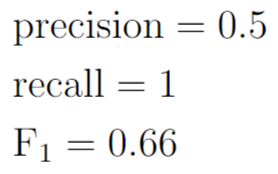 precision = 0.5
recall = 1
F₁ = 0.66